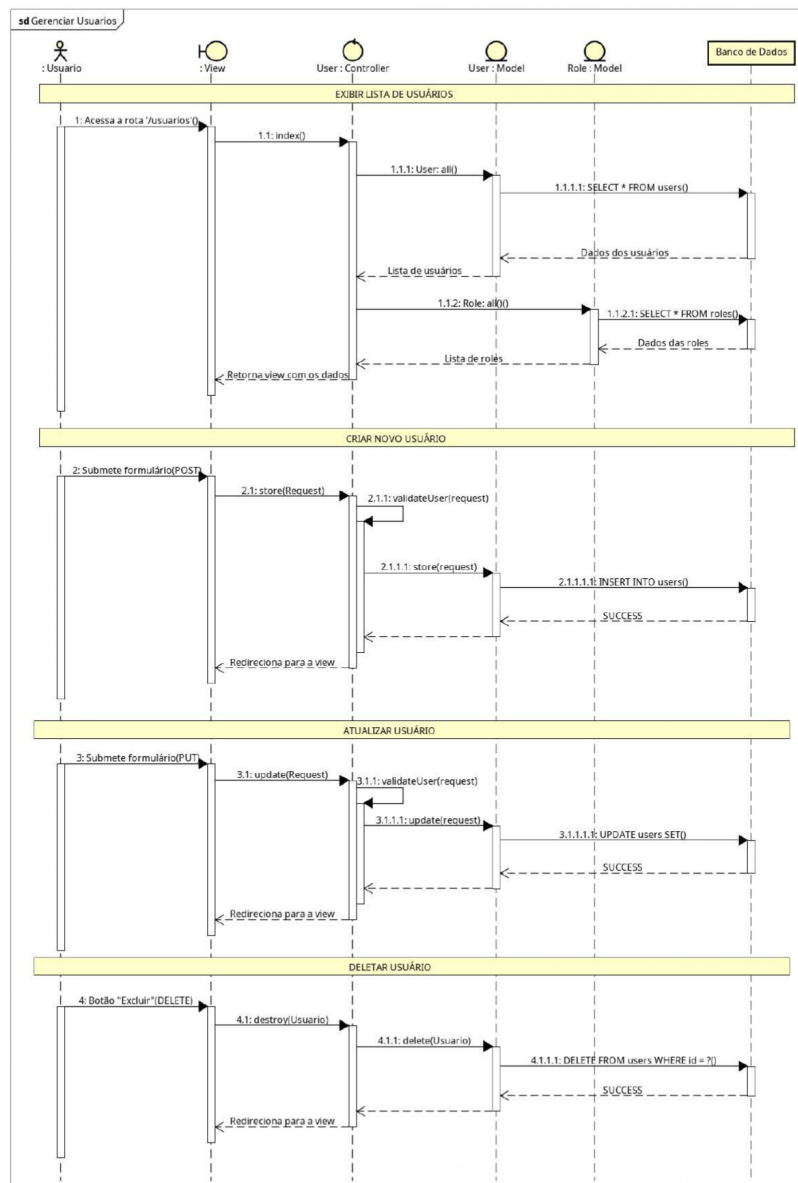 sd Gerenciar Usuarios
: Usuario
: View
User : Controller
User : Model
Role : Model
Banco de Dados
EXIBIR LISTA DE USUÁRIOS
1: Acessa a rota '/usuarios'()
1.1: index()
1.1.1: User: all()
1.1.1.1: SELECT * FROM users()
Dados dos usuários
Lista de usuários
1.1.2: Role: all()()
1.1.2.1: SELECT * FROM roles()
Dados das roles
Lista de roles
Retorna view com os dados
CRIAR NOVO USUÁRIO
2: Submete formulário(POST)
2.1: store(Request)
2.1.1: validateUser(request)
2.1.1.1: store(request)
2.1.1.1.1: INSERT INTO users()
SUCCESS
Redireciona para a view
ATUALIZAR USUÁRIO
3: Submete formulário(PUT)
3.1: update(Request)
3.1.1: validateUser(request)
3.1.1.1: update(request)
3.1.1.1.1: UPDATE users SET()
SUCCESS
Redireciona para a view
DELETAR USUÁRIO
4: Botão "Excluir"(DELETE)
4.1: destroy(Usuario)
4.1.1: delete(Usuario)
4.1.1.1: DELETE FROM users WHERE id = ?()
SUCCESS
Redireciona para a view